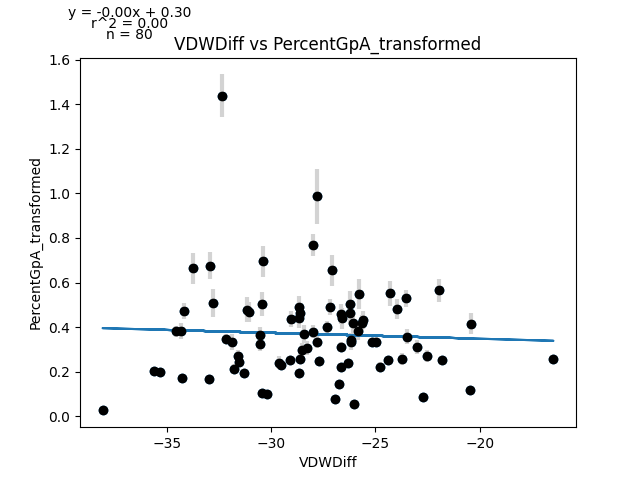 y = -0.00x + 0.30
r^2 = 0.00
n = 80
VDWDiff vs PercentGpA_transformed
1.6
1.4
1.2
1.0
0.8
0.6
0.4
0.2
0.0
PercentGpA_transformed
−35 −30 −25 −20
VDWDiff